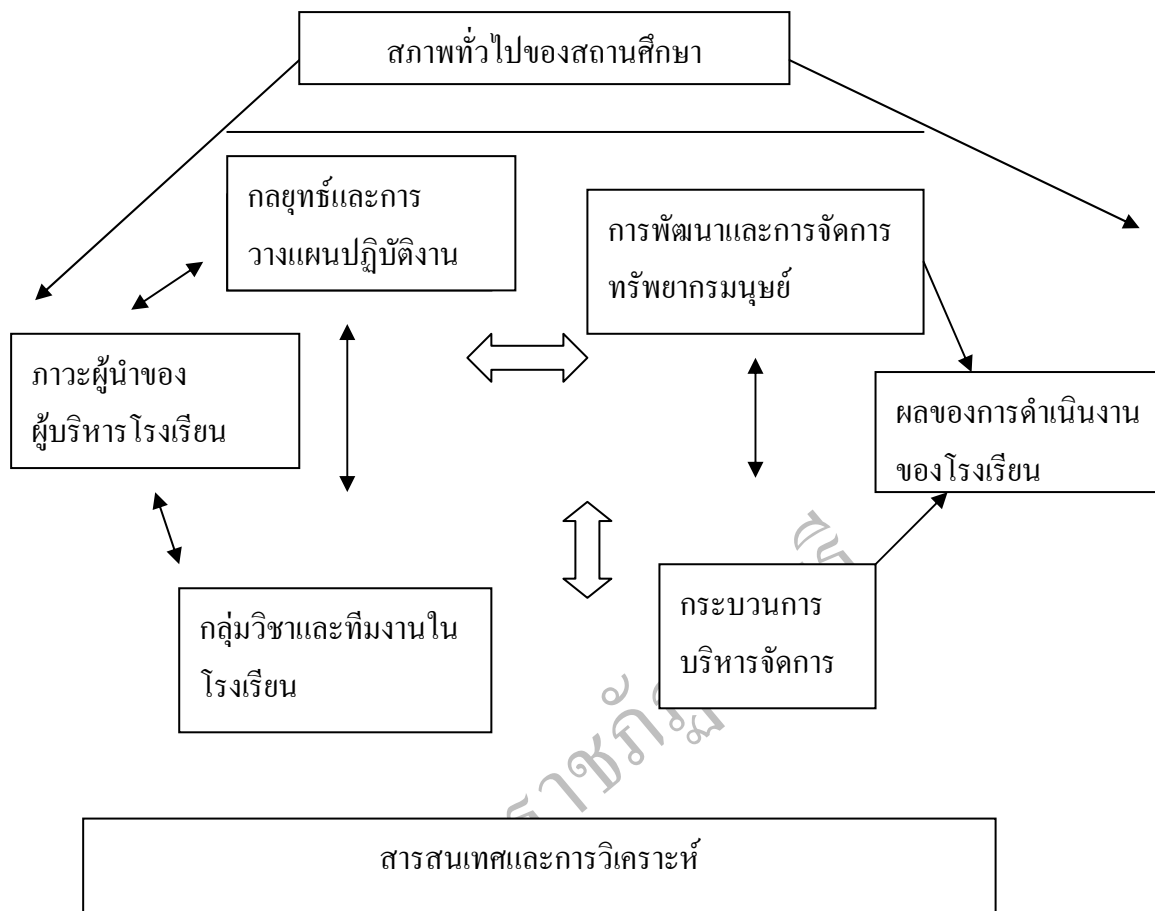 สภาพทั่วไปของสถานศึกษา
กลยุทธ์และการ
วางแผนปฏิบัติงาน
การพัฒนาและการจัดการ
ทรัพยากรมนุษย์
ภาวะผู้นำของ
ผู้บริหารโรงเรียน
ผลของการดำเนินงาน
ของโรงเรียน
กลุ่มวิชาและทีมงานใน
โรงเรียน
กระบวนการ
บริหารจัดการ
ราชภัฏ
สารสนเทศและการวิเคราะห์